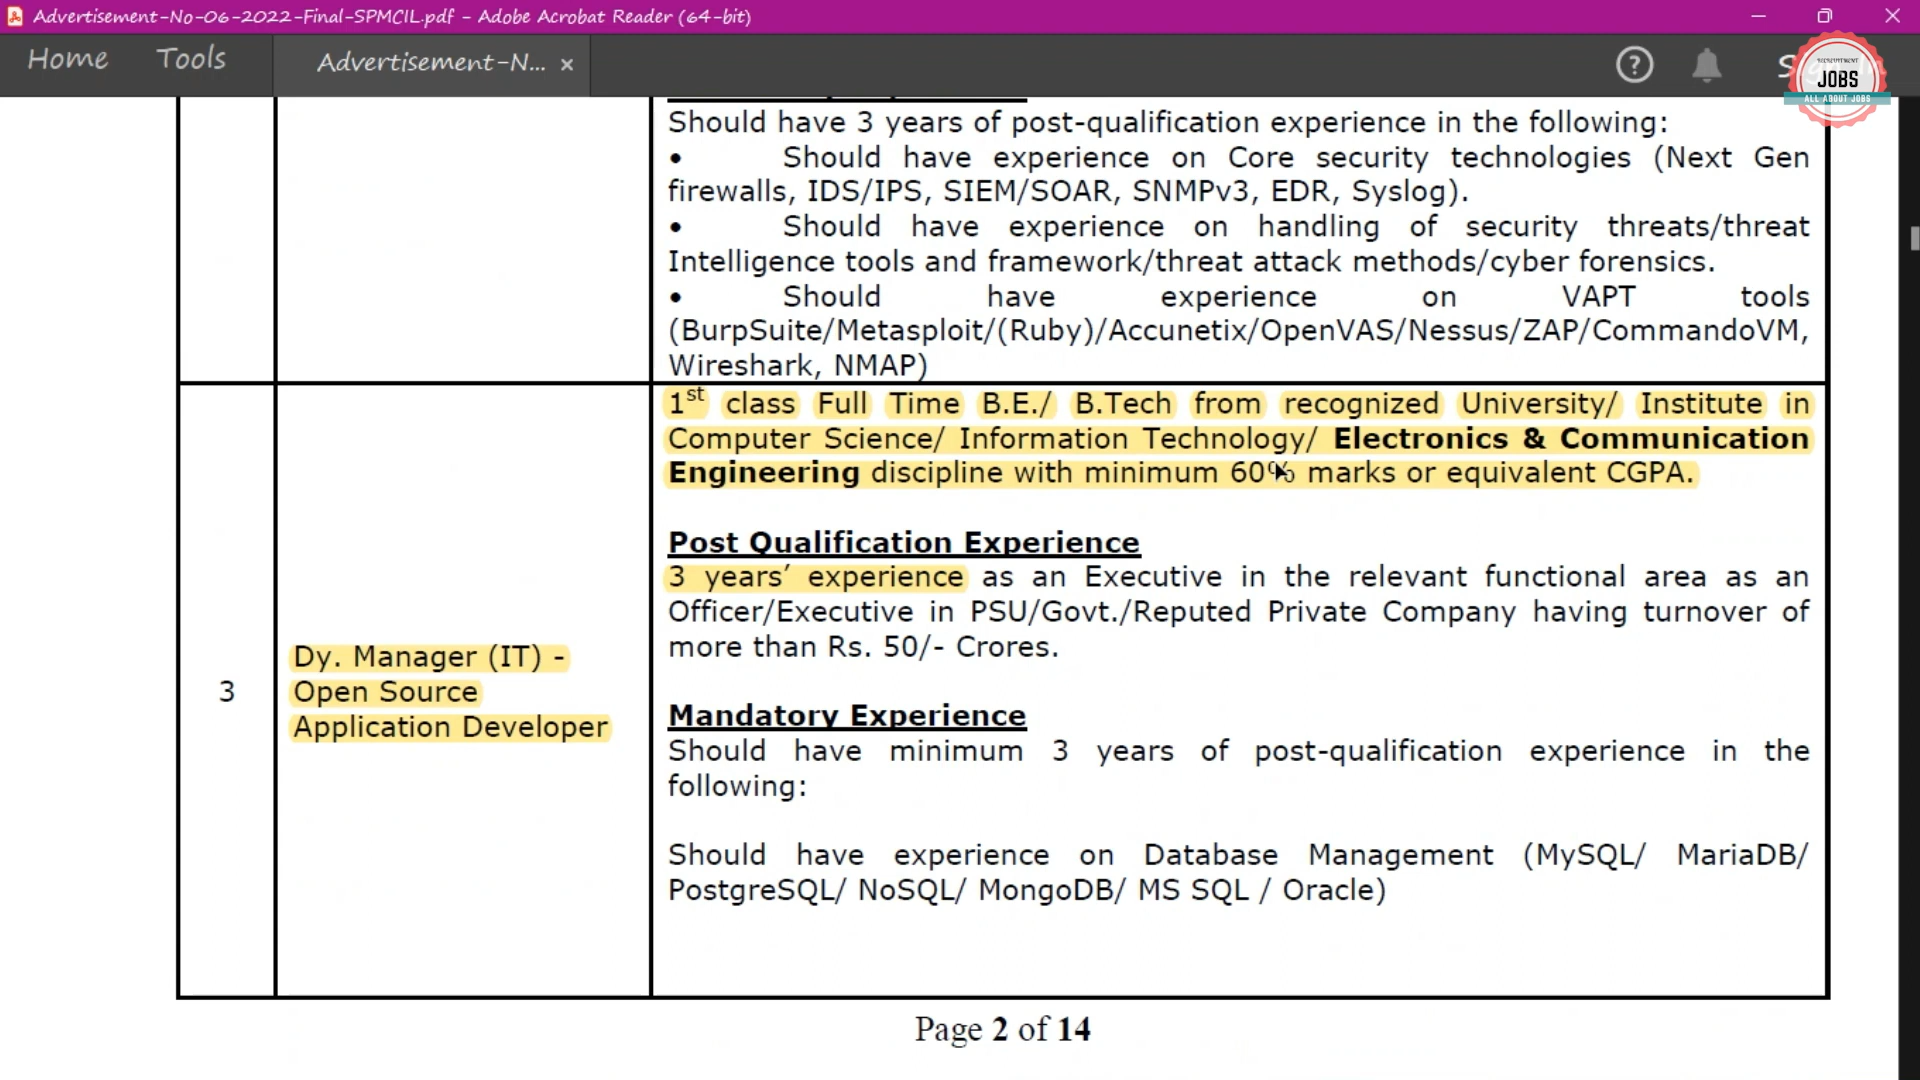 Advertisement-No-06-2022-Final-SPMCIL.pdf - Adobe Acrobat Reader (64-bit)
Home Tools Advertisement-N...
RECRUITMENT
JOBS
ALL ABOUT JOBS
Should have 3 years of post-qualification experience in the following:
• Should have experience on Core security technologies (Next Gen
firewalls, IDS/IPS, SIEM/SOAR, SNMPv3, EDR, Syslog).
• Should have experience on handling of security threats/threat
Intelligence tools and framework/threat attack methods/cyber forensics.
• Should have experience on VAPT tools
(BurpSuite/Metasploit/(Ruby)/Accunetix/OpenVAS/Nessus/ZAP/CommandoVM,
Wireshark, NMAP)
3
Dy. Manager (IT) -
Open Source
Application Developer
1st class Full Time B.E./ B.Tech from recognized University/ Institute in
Computer Science/ Information Technology/ Electronics & Communication
Engineering discipline with minimum 60% marks or equivalent CGPA.
Post Qualification Experience
3 years’ experience as an Executive in the relevant functional area as an
Officer/Executive in PSU/Govt./Reputed Private Company having turnover of
more than Rs. 50/- Crores.
Mandatory Experience
Should have minimum 3 years of post-qualification experience in the
following:
Should have experience on Database Management (MySQL/ MariaDB/
PostgreSQL/ NoSQL/ MongoDB/ MS SQL / Oracle)
Page 2 of 14